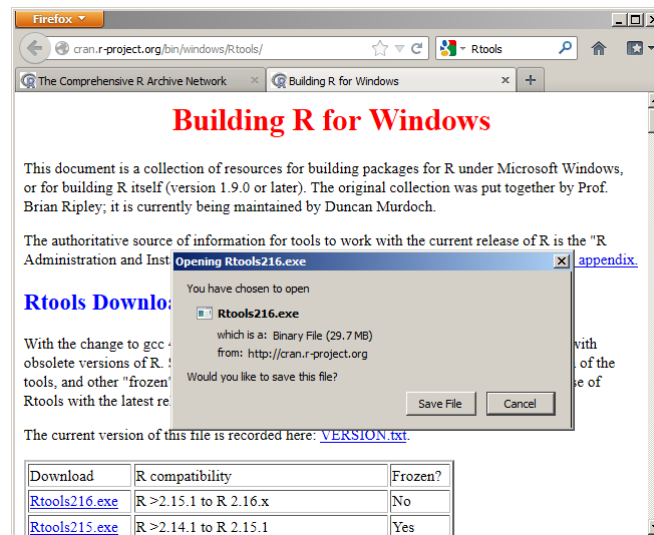 Firefox
cran.r-project.org/bin/windows/Rtools/
Rtools
The Comprehensive R Archive Network
Building R for Windows
Building R for Windows
This document is a collection of resources for building packages for R under Microsoft Windows,
or for building R itself (version 1.9.0 or later). The original collection was put together by Prof.
Brian Ripley; it is currently being maintained by Duncan Murdoch.
The authoritative source of information for tools to work with the current release of R is the "R
Administration and Inst appendix.
Opening Rtools216.exe
You have chosen to open
Rtools216.exe
which is a: Binary File (29.7 MB)
from: http://cran.r-project.org
Would you like to save this file?
Save File
Cancel
Rtools Downlo
With the change to gcc with
obsolete versions of R. of the
tools, and other "frozen" se of
Rtools with the latest re
The current version of this file is recorded here: VERSION.txt.
Download R compatibility Frozen?
Rtools216.exe R >2.15.1 to R 2.16.x No
Rtools215.exe R >2.14.1 to R 2.15.1 Yes